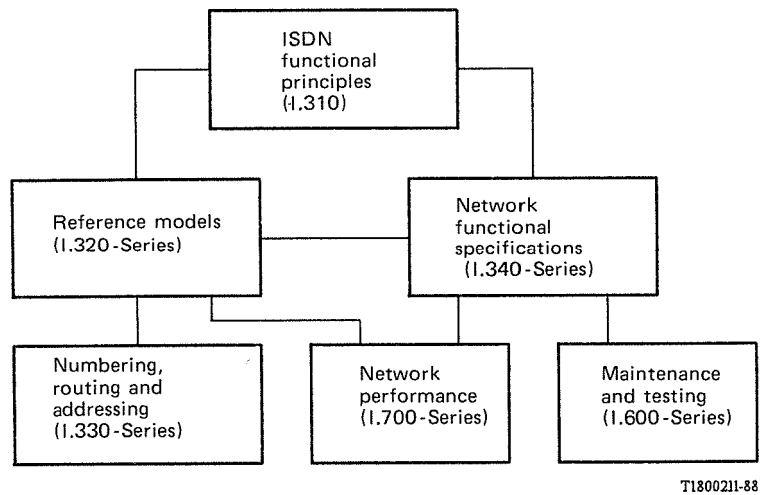 ISDN
functional
principles
(I.310)
Reference models
(I.320-Series)
Network
functional
specifications
(I.340-Series)
Numbering,
routing and
addressing
(I.330-Series)
Network
performance
(I.700-Series)
Maintenance
and testing
(I.600-Series)
T1800211-88